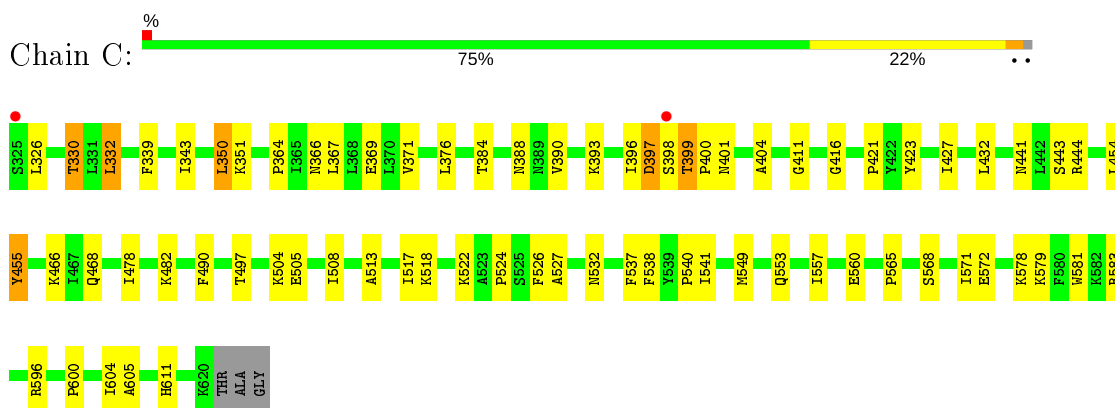 %
Chain C:
75% 22% • •
S325 L326 T330 L331 L332 F339 I343 L350 K351 P364 I365 N366 L367 L368 E369 L370 V371 L376 T384 N388 N389 V390 K393 I396 D397 S398 T399 P400 N401 A404 G411 G416 P421 Y422 Y423 I427 L432 N441 L442 S443 R444
Y455 K466 I467 Q468 I478 K482 F490 T497 K504 E505 I508 A513 I517 K518 K522 A523 P524 S525 F526 A527 N532 F537 F538 Y539 P540 I541 M549 Q553 I557 E560 P565 S568 I571 E572 K578 K579 F580 W581 K582
R596 P600 I604 A605 H611 K620 THR ALA GLY